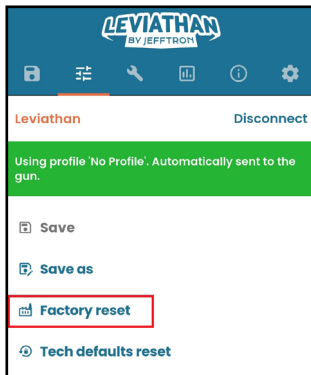 LEVIATHAN
BY JEFFTRON
Leviathan
Disconnect
Using profile 'No Profile'. Automatically sent to the
gun.
Save
Save as
Factory reset
Tech defaults reset